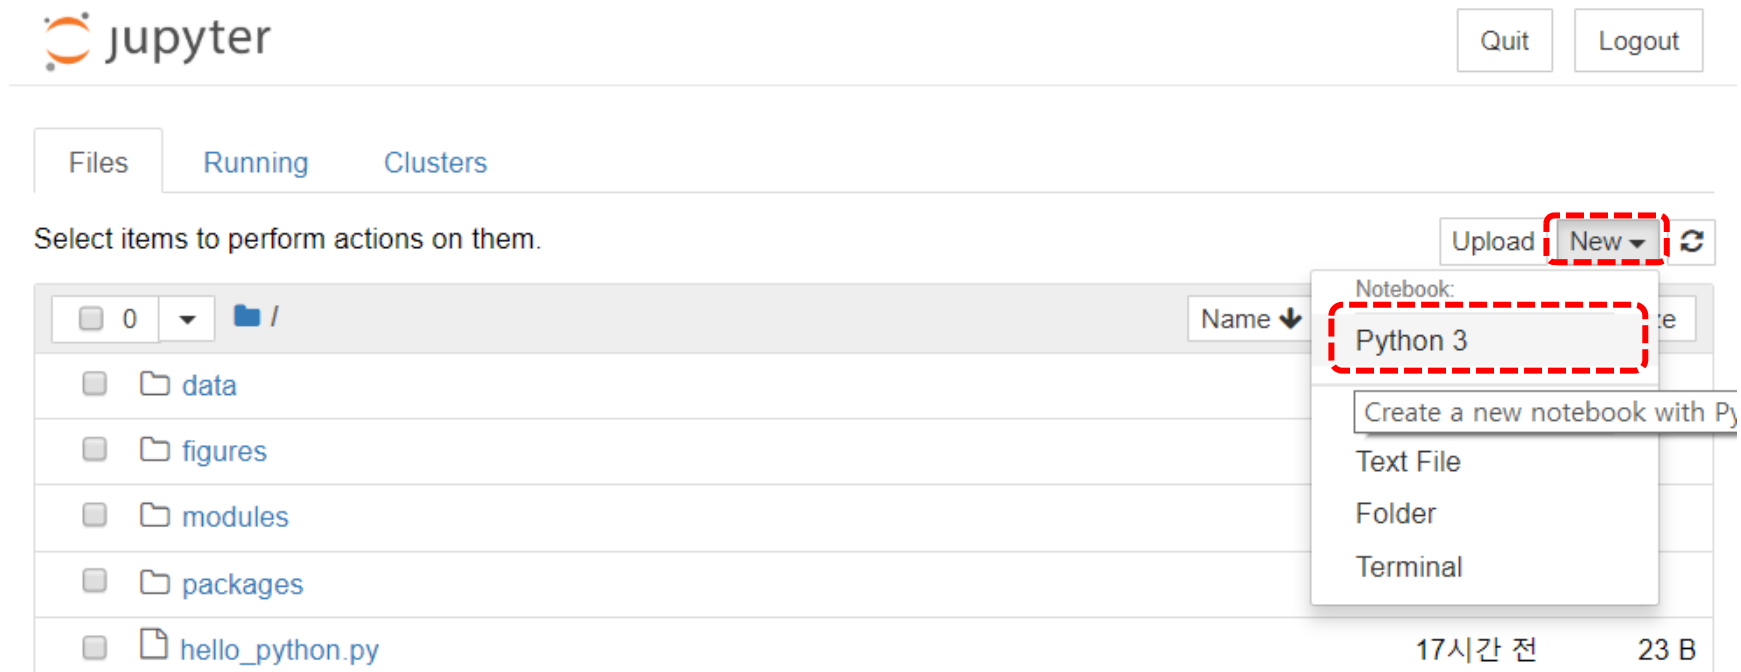 jupyter
Quit Logout
Files Running Clusters
Select items to perform actions on them.
Upload New
Notebook:
0 / Name
Python 3
data
Create a new notebook with
figures
Text File
modules
Folder
packages
Terminal
hello_python.py 17시간 전 23 B